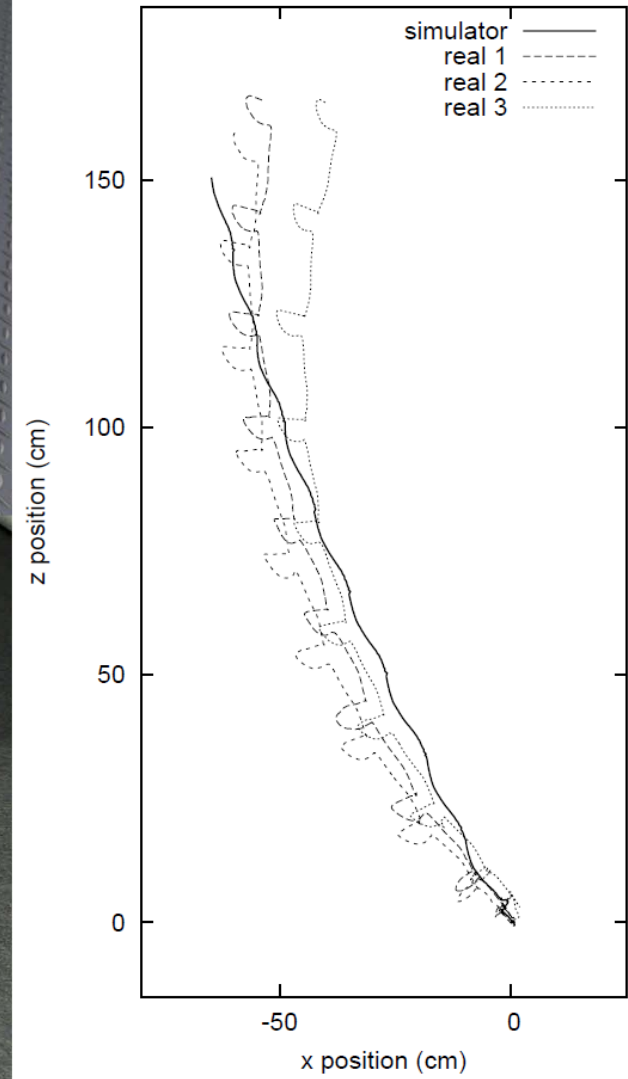 simulator
real 1
real 2
real 3
150
100
50
0
z position (cm)
-50 0
x position (cm)